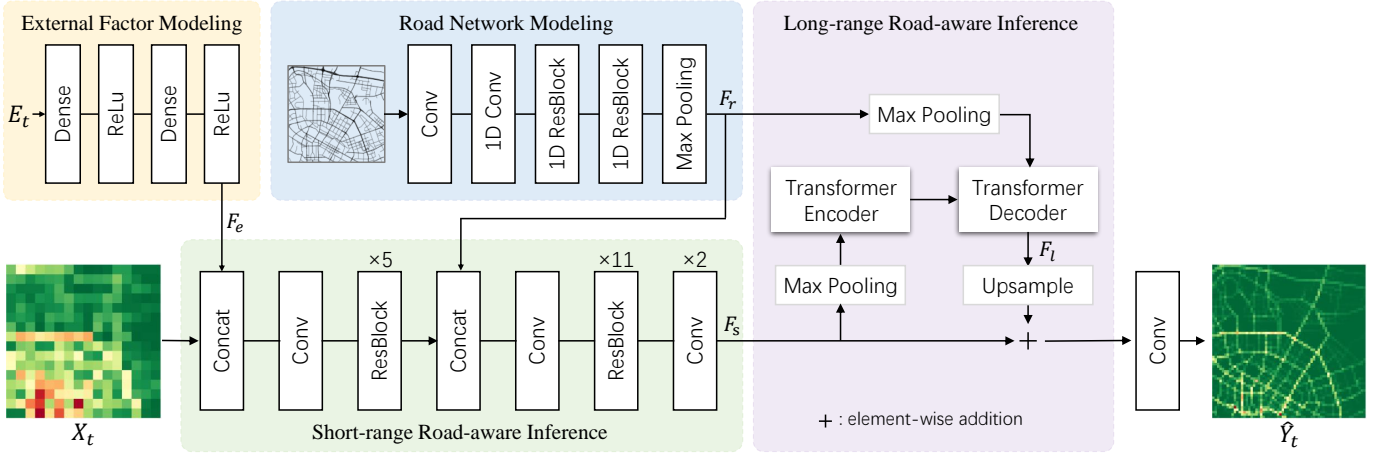 External Factor Modeling
Road Network Modeling
Long-range Road-aware Inference
E_t
Dense
ReLu
Dense
ReLu
Conv
1D Conv
1D ResBlock
1D ResBlock
Max Pooling
F_r
Max Pooling
Transformer Encoder
Transformer Decoder
F_e
F_l
×5
×11
×2
Max Pooling
Upsample
Concat
Conv
ResBlock
Concat
Conv
ResBlock
Conv
F_s
+
Conv
+ : element-wise addition
Short-range Road-aware Inference
X_t
Ŷ_t